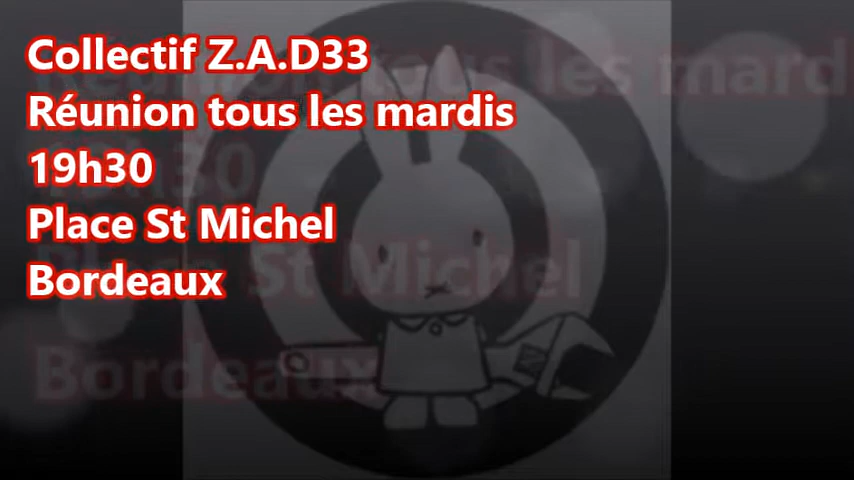 Collectif Z.A.D33
Réunion tous les mardis
19h30
Place St Michel
Bordeaux